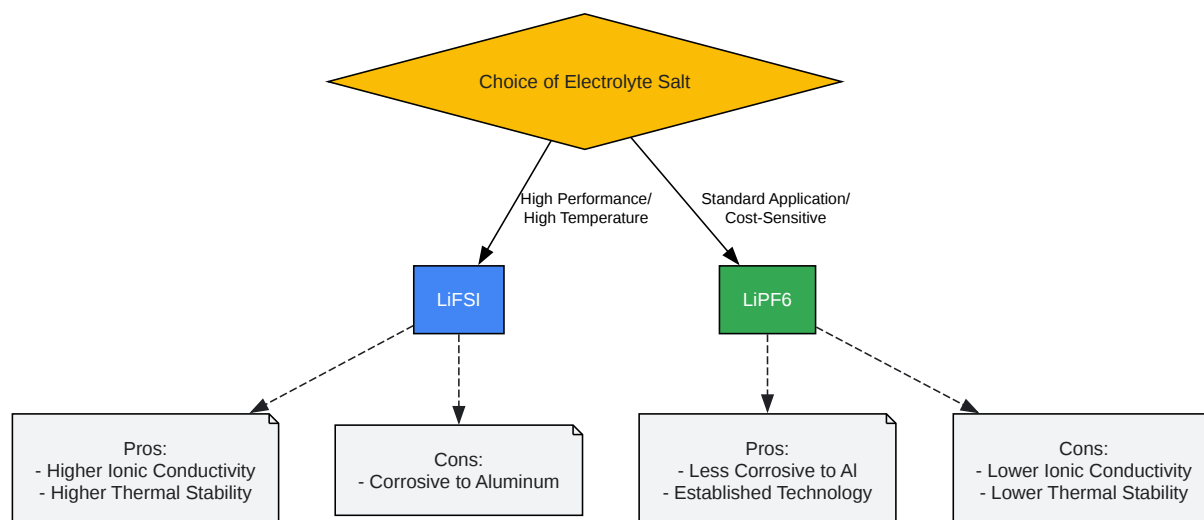 Choice of Electrolyte Salt
High Performance/
High Temperature
Standard Application/
Cost-Sensitive
LiFSI
LiPF6
Pros:
- Higher Ionic Conductivity
- Higher Thermal Stability
Cons:
- Corrosive to Aluminum
Pros:
- Less Corrosive to Al
- Established Technology
Cons:
- Lower Ionic Conductivity
- Lower Thermal Stability